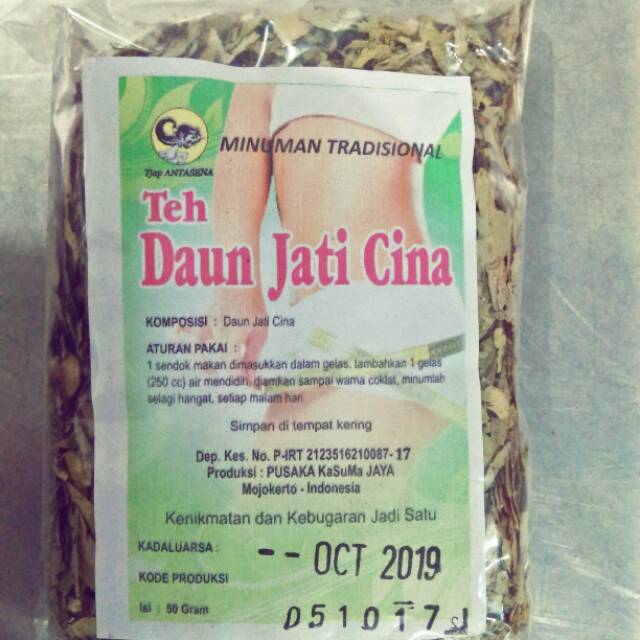 MINUMAN TRADISIONAL
Tjap ANTASENA
Teh
Daun Jati Cina
KOMPOSISI : Daun Jati Cina
ATURAN PAKAI :
1 sendok makan dimasukkan dalam gelas, tambahkan 1 gelas
(250 cc) air mendidih, diamkan sampai warna coklat, minumlah
selagi hangat, setiap malam hari
Simpan di tempat kering
Dep. Kes. No. P-IRT 2123516210087-17
Produksi : PUSAKA KaSuMa JAYA
Mojokerto - Indonesia
Kenikmatan dan Kebugaran Jadi Satu
KADALUARSA : -- OCT 2019
KODE PRODUKSI
Isi : 50 Gram 051017